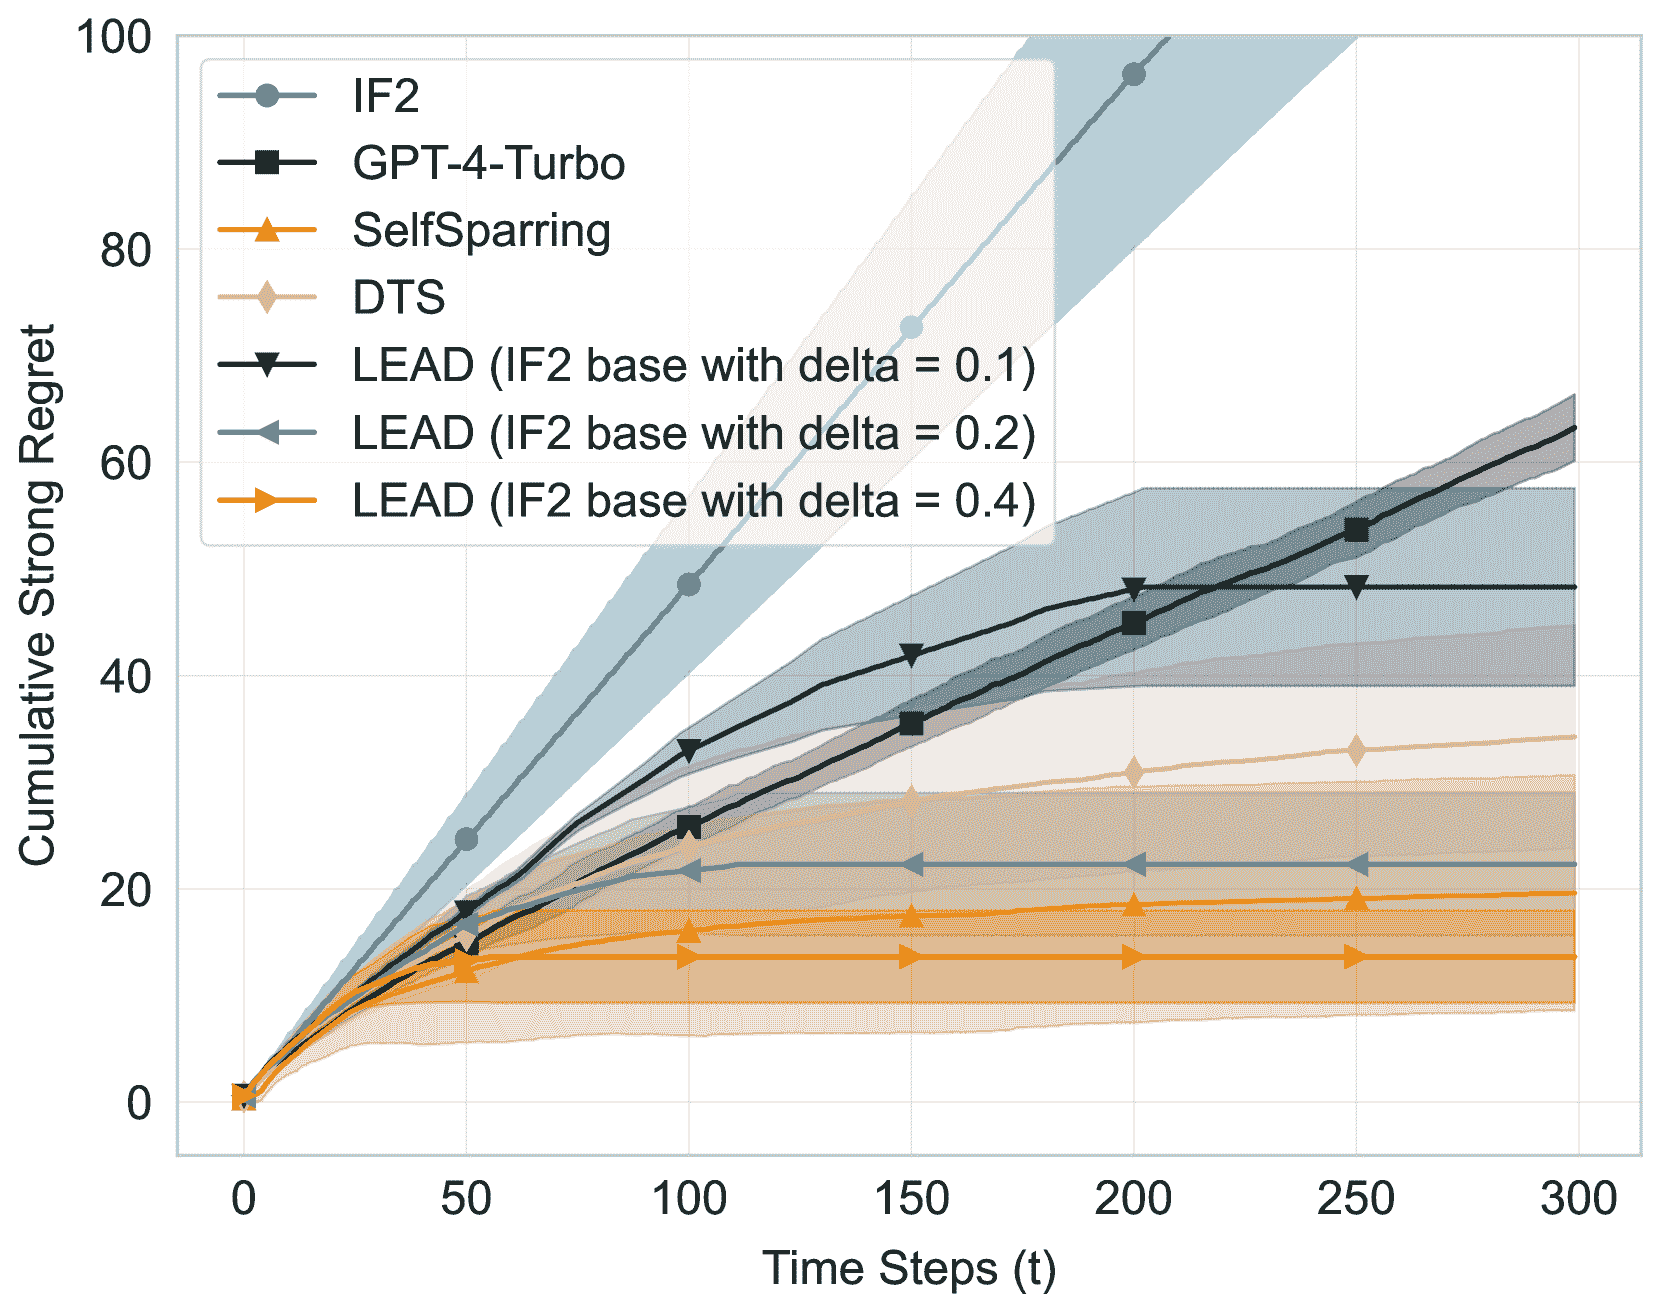 100
80
60
40
20
0
Cumulative Strong Regret
IF2
GPT-4-Turbo
SelfSparring
DTS
LEAD (IF2 base with delta = 0.1)
LEAD (IF2 base with delta = 0.2)
LEAD (IF2 base with delta = 0.4)
0 50 100 150 200 250 300
Time Steps (t)